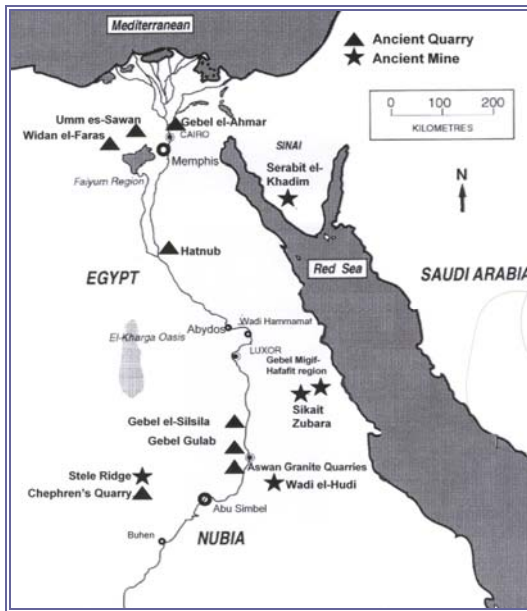 Mediterranean
Ancient Quarry
Ancient Mine
0 100 200
KILOMETRES
Umm es-Sawan
Gebel el-Ahmar
CAIRO
Widan el-Faras
Memphis
Faiyum Region
SINAI
Serabit el-
Khadim
N
Hatnub
Red Sea
SAUDI ARABIA
EGYPT
Abydos
Wadi Hammamat
El-Kharga Oasis
LUXOR
Gebel Migif-
Hafafit region
Sikait
Zubara
Gebel el-Silsila
Gebel Gulab
Aswan Granite Quarries
Stele Ridge
Wadi el-Hudi
Chephren's Quarry
Abu Simbel
Buhen
NUBIA